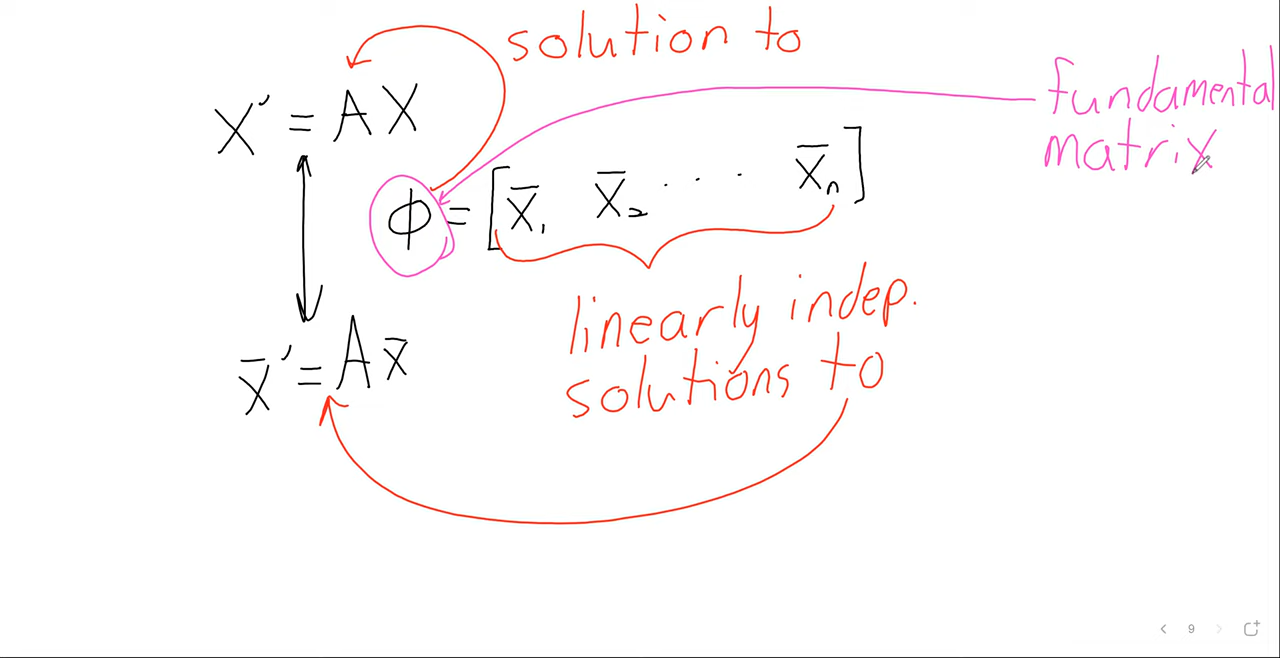 solution to
X' = AX
fundamental
matrix
ϕ = [x̄₁ x̄₂ . . . x̄ₙ]
linearly indep.
solutions to
x̄' = Ax̄
< 9 >